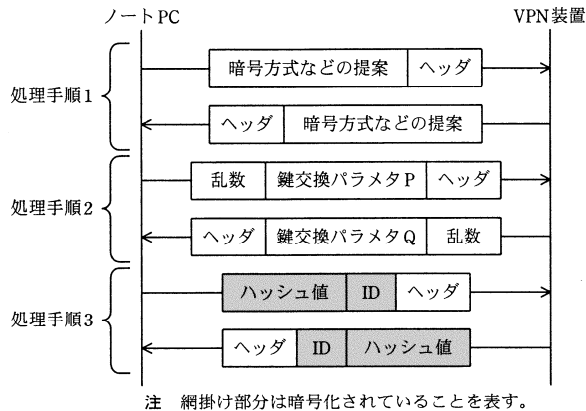 ノートPC VPN装置
処理手順1
暗号方式などの提案 ヘッダ
ヘッダ 暗号方式などの提案
処理手順2
乱数 鍵交換パラメタP ヘッダ
ヘッダ 鍵交換パラメタQ 乱数
処理手順3
ハッシュ値 ID ヘッダ
ヘッダ ID ハッシュ値
注 網掛け部分は暗号化されていることを表す。